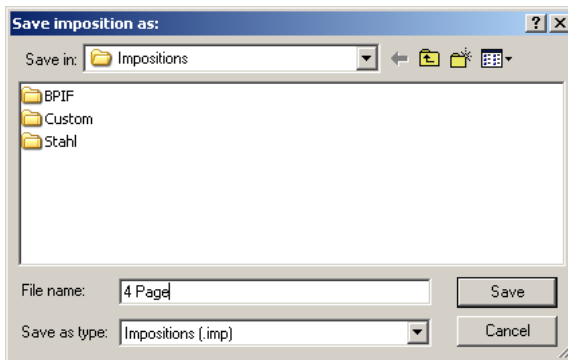 Save imposition as:
Save in: Impositions
BPIF
Custom
Stahl
File name: 4 Page Save
Save as type: Impositions (.imp) Cancel